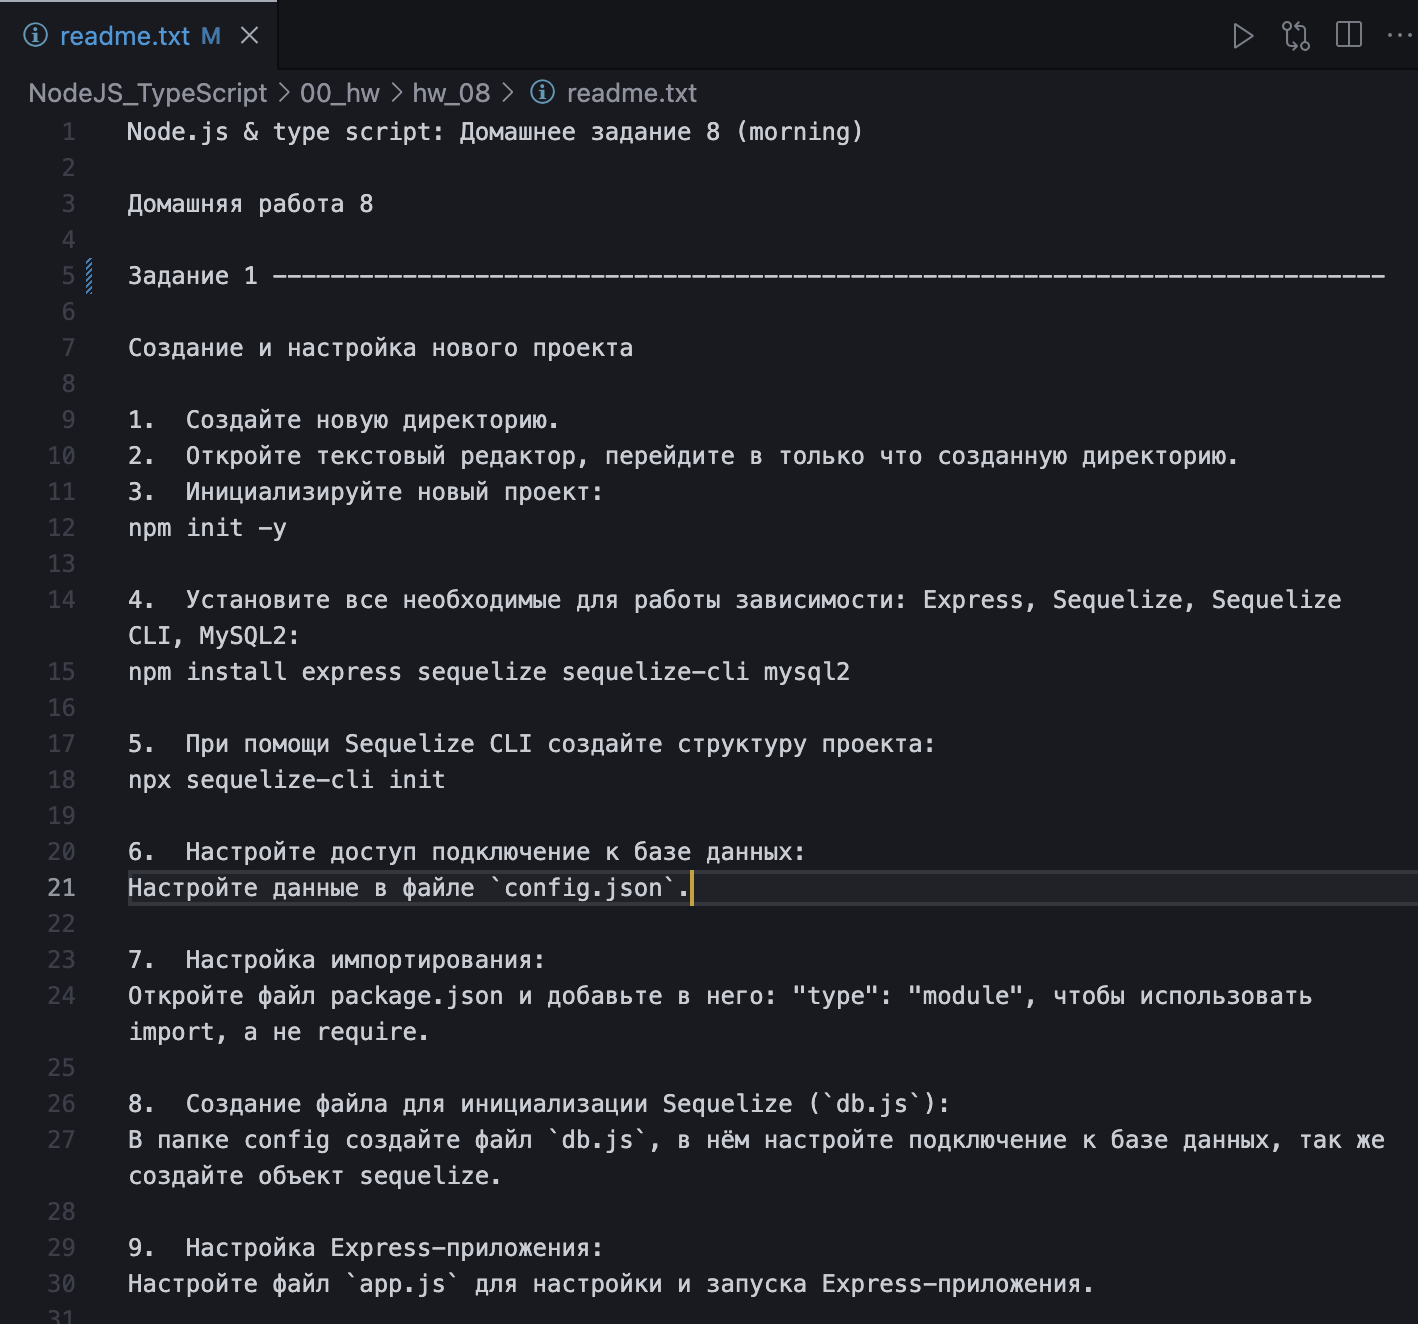 readme.txt M
NodeJS_TypeScript > 00_hw > hw_08 > readme.txt
1 Node.js & type script: Домашнее задание 8 (morning)
2
3 Домашняя работа 8
4
5 Задание 1 -----------------------------------------------------------------------------
6
7 Создание и настройка нового проекта
8
9 1.  Создайте новую директорию.
10 2.  Откройте текстовый редактор, перейдите в только что созданную директорию.
11 3.  Инициализируйте новый проект:
12 npm init -y
13
14 4.  Установите все необходимые для работы зависимости: Express, Sequelize, Sequelize
CLI, MySQL2:
15 npm install express sequelize sequelize-cli mysql2
16
17 5.  При помощи Sequelize CLI создайте структуру проекта:
18 npx sequelize-cli init
19
20 6.  Настройте доступ подключение к базе данных:
21 Настройте данные в файле `config.json`.
22
23 7.  Настройка импортирования:
24 Откройте файл package.json и добавьте в него: "type": "module", чтобы использовать
import, а не require.
25
26 8.  Создание файла для инициализации Sequelize (`db.js`):
27 В папке config создайте файл `db.js`, в нём настройте подключение к базе данных, так же
создайте объект sequelize.
28
29 9.  Настройка Express-приложения:
30 Настройте файл `app.js` для настройки и запуска Express-приложения.
31